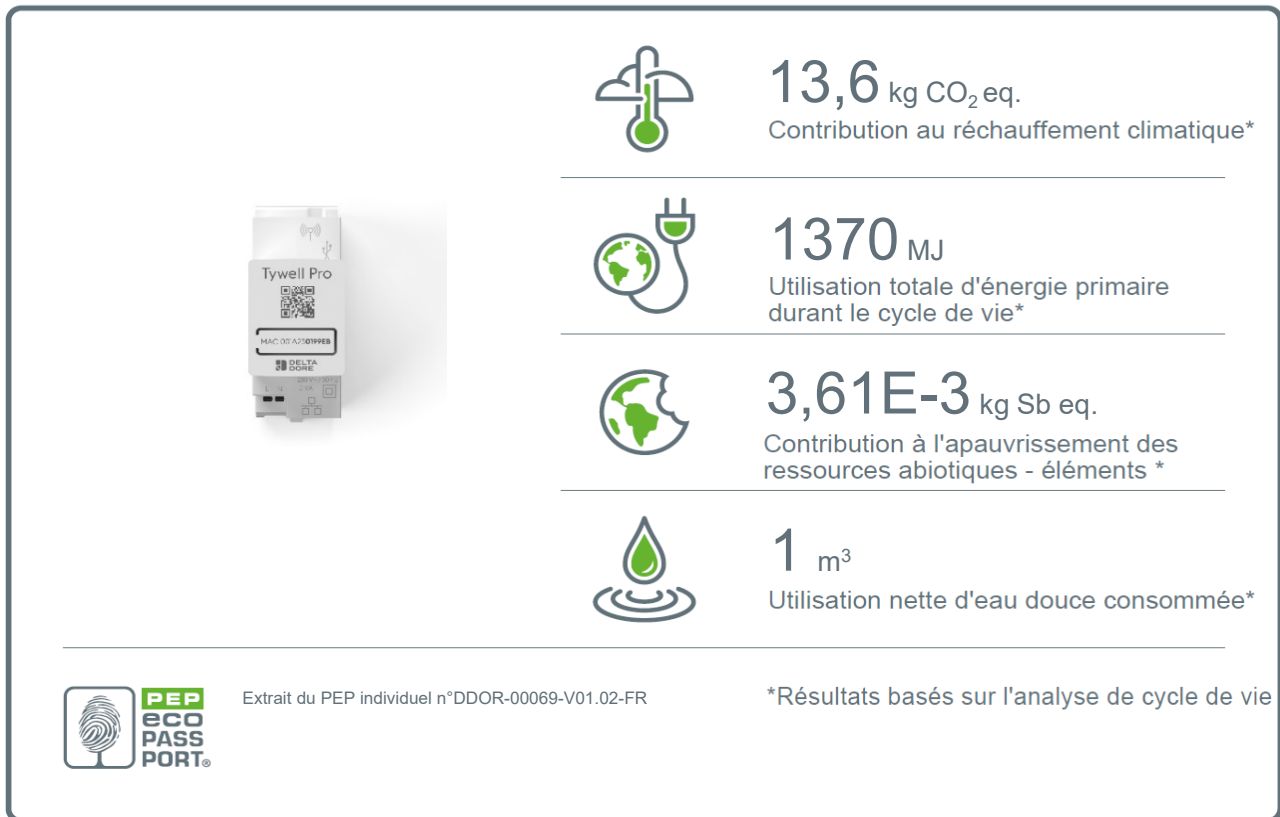 13,6 kg CO₂ eq.
Contribution au réchauffement climatique*
1370 MJ
Utilisation totale d'énergie primaire
durant le cycle de vie*
3,61E-3 kg Sb eq.
Contribution à l'apauvrissement des
ressources abiotiques - éléments *
1 m³
Utilisation nette d'eau douce consommée*
Tywell Pro
DELTA
DORE
L N
PEP
eco
PASS
PORT®
Extrait du PEP individuel n°DDOR-00069-V01.02-FR
*Résultats basés sur l'analyse de cycle de vie